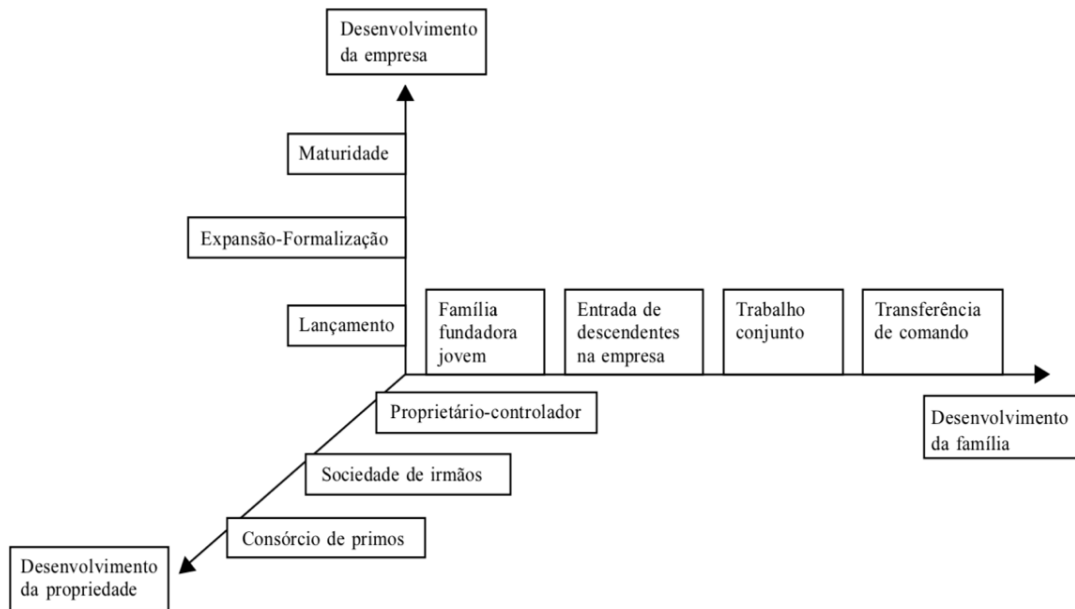 Desenvolvimento
da empresa
Maturidade
Expansão-Formalização
Lançamento
Família
fundadora
jovem
Entrada de
descendentes
na empresa
Trabalho
conjunto
Transferência
de comando
Proprietário-controlador
Desenvolvimento
da família
Sociedade de irmãos
Consórcio de primos
Desenvolvimento
da propriedade